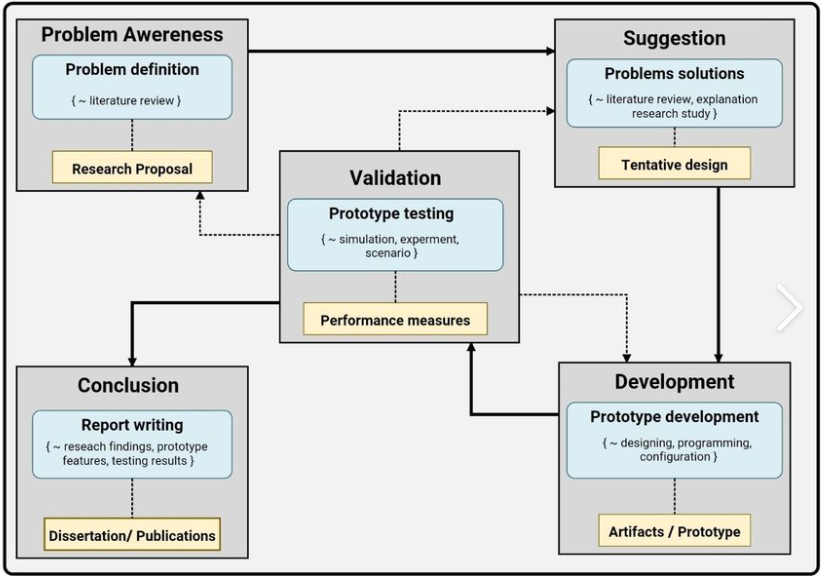 Problem Awereness
Problem definition
{ ~ literature review }
Research Proposal
Suggestion
Problems solutions
{ ~ literature review, explanation
research study }
Tentative design
Validation
Prototype testing
{ ~ simulation, experment,
scenario }
Performance measures
Conclusion
Report writing
{ ~ reseach findings, prototype
features, testing results }
Dissertation/ Publications
Development
Prototype development
{ ~ designing, programming,
configuration }
Artifacts / Prototype